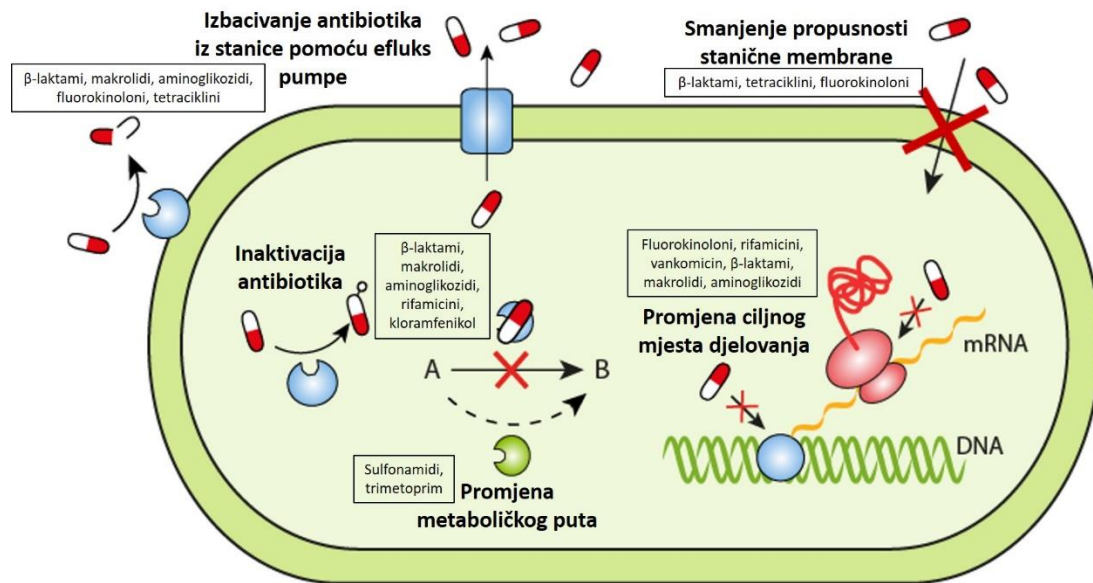 Izbacivanje antibiotika
iz stanice pomoću efluks
pumpe
β-laktami, makrolidi, aminoglikozidi,
fluorokinoloni, tetraciklini
Smanjenje propusnosti
stanične membrane
β-laktami, tetraciklini, fluorokinoloni
Inaktivacija
antibiotika
β-laktami,
makrolidi,
aminoglikozidi,
rifamicini,
kloramfenikol
Fluorokinoloni, rifamicini,
vankomicin, β-laktami,
makrolidi, aminoglikozidi
Promjena ciljnog
mjesta djelovanja
mRNA
A
B
DNA
Sulfonamidi,
trimetoprim
Promjena
metaboličkog puta